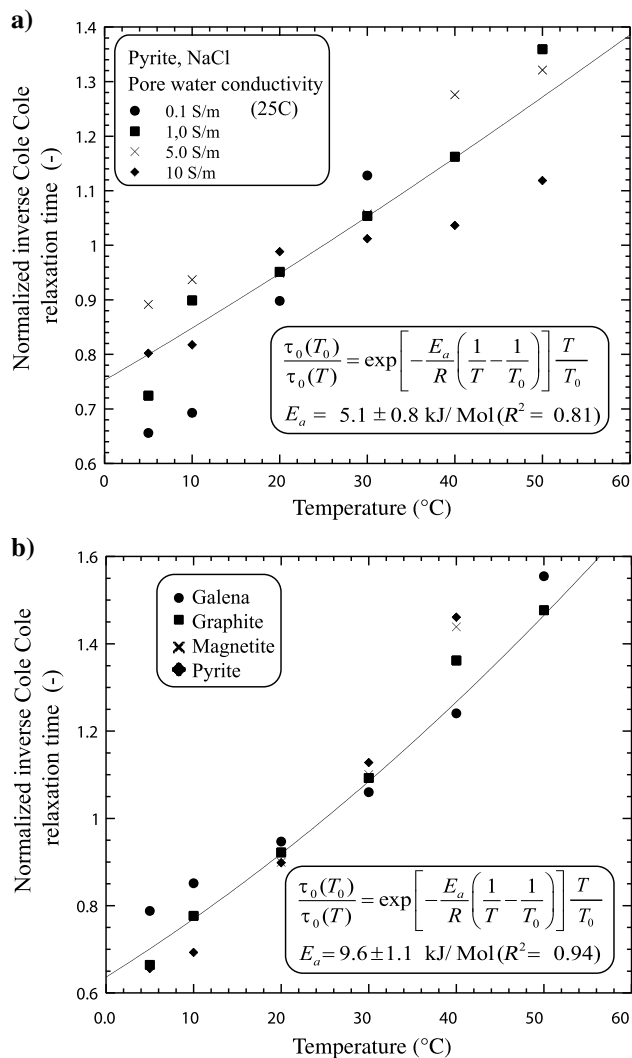 a)
1.4
1.3
1.2
1.1
1
0.9
0.8
0.7
0.6
Normalized inverse Cole Cole
relaxation time (-)
Pyrite, NaCl
Pore water conductivity
(25C)
0.1 S/m
1,0 S/m
5.0 S/m
10 S/m
τ₀(T₀)/τ₀(T) = exp[−Eₐ/R (1/T − 1/T₀)] T/T₀
Eₐ = 5.1 ± 0.8 kJ/ Mol (R² = 0.81)
0 10 20 30 40 50 60
Temperature (°C)
b)
1.6
1.4
1.2
1
0.8
0.6
Normalized inverse Cole Cole
relaxation time (-)
Galena
Graphite
Magnetite
Pyrite
τ₀(T₀)/τ₀(T) = exp[−Eₐ/R (1/T − 1/T₀)] T/T₀
Eₐ = 9.6 ± 1.1 kJ/ Mol (R² = 0.94)
0.0 10 20 30 40 50 60
Temperature (°C)